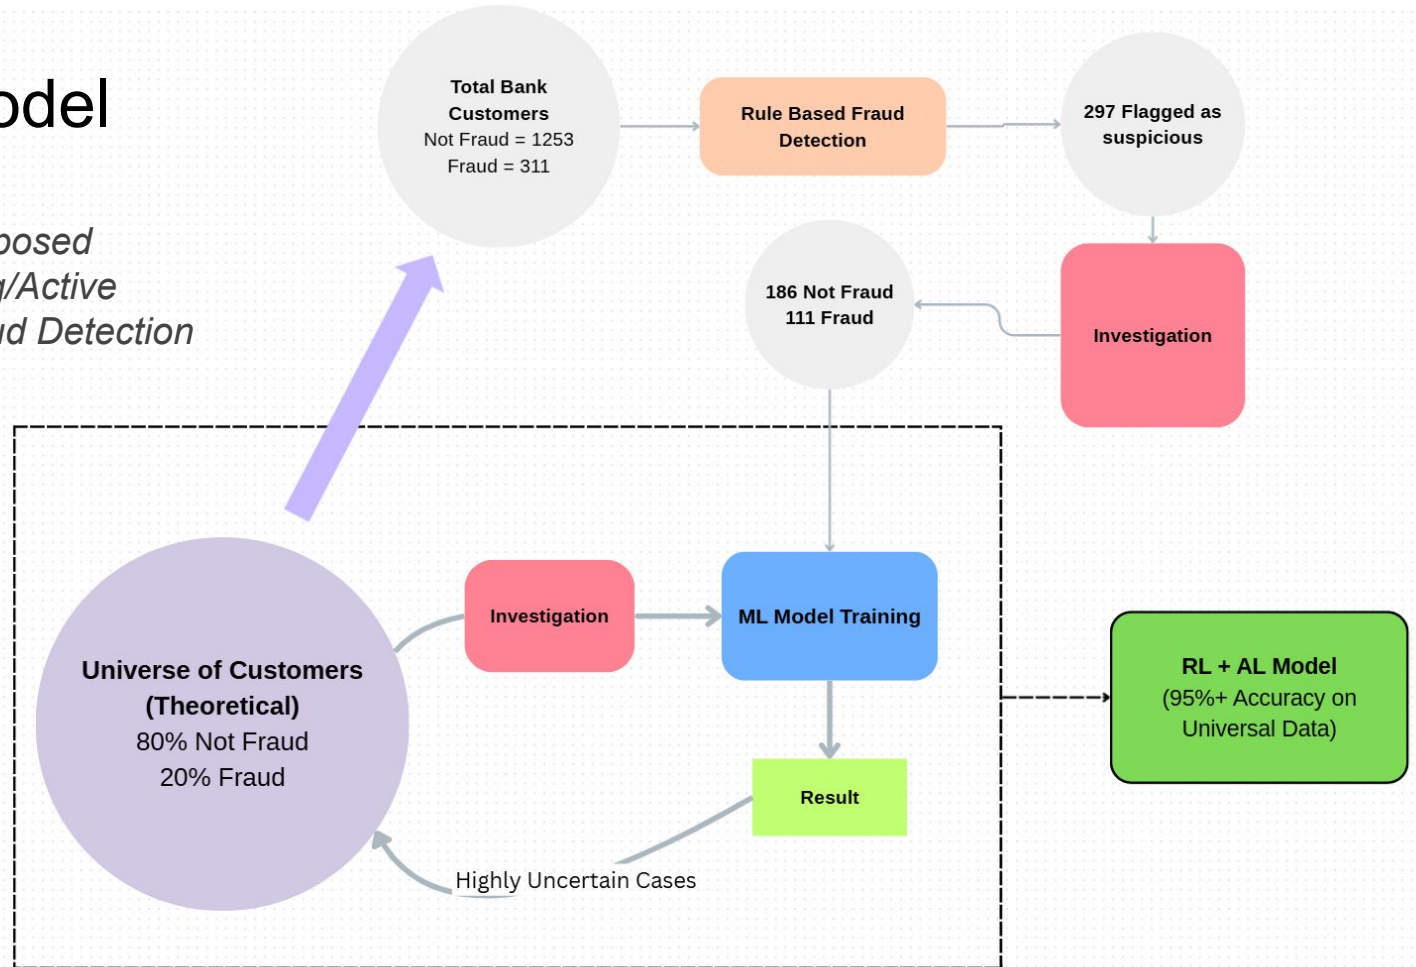 odel
posed
g/Active
ud Detection
Total Bank
Customers
Not Fraud = 1253
Fraud = 311
Rule Based Fraud
Detection
297 Flagged as
suspicious
186 Not Fraud
111 Fraud
Investigation
Investigation
ML Model Training
Universe of Customers
(Theoretical)
80% Not Fraud
20% Fraud
Result
Highly Uncertain Cases
RL + AL Model
(95%+ Accuracy on
Universal Data)